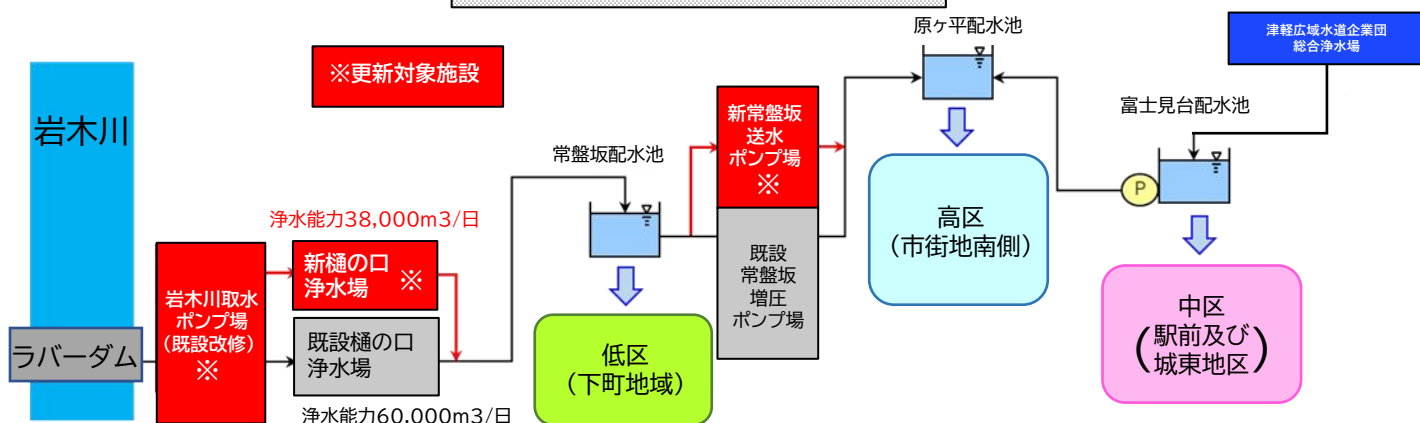 原ヶ平配水池
津軽広域水道企業団
総合浄水場
※更新対象施設
岩木川
新常盤坂
送水
ポンプ場
※
富士見台配水池
常盤坂配水池
P
浄水能力38,000m3/日
高区
(市街地南側)
新樋の口
浄水場 ※
既設
常盤坂
増圧
ポンプ場
岩木川取水
ポンプ場
(既設改修)
※
中区
(駅前及び
城東地区)
ラバーダム
既設樋の口
浄水場
低区
(下町地域)
浄水能力60,000m3/日